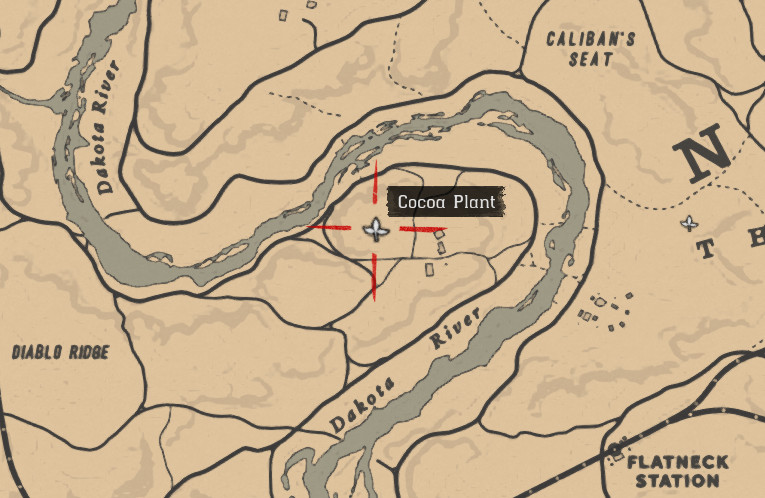 CALIBAN'S
SEAT
Dakota River
N
Cocoa Plant
T
DIABLO RIDGE
River
Dakota
FLATNECK
STATION